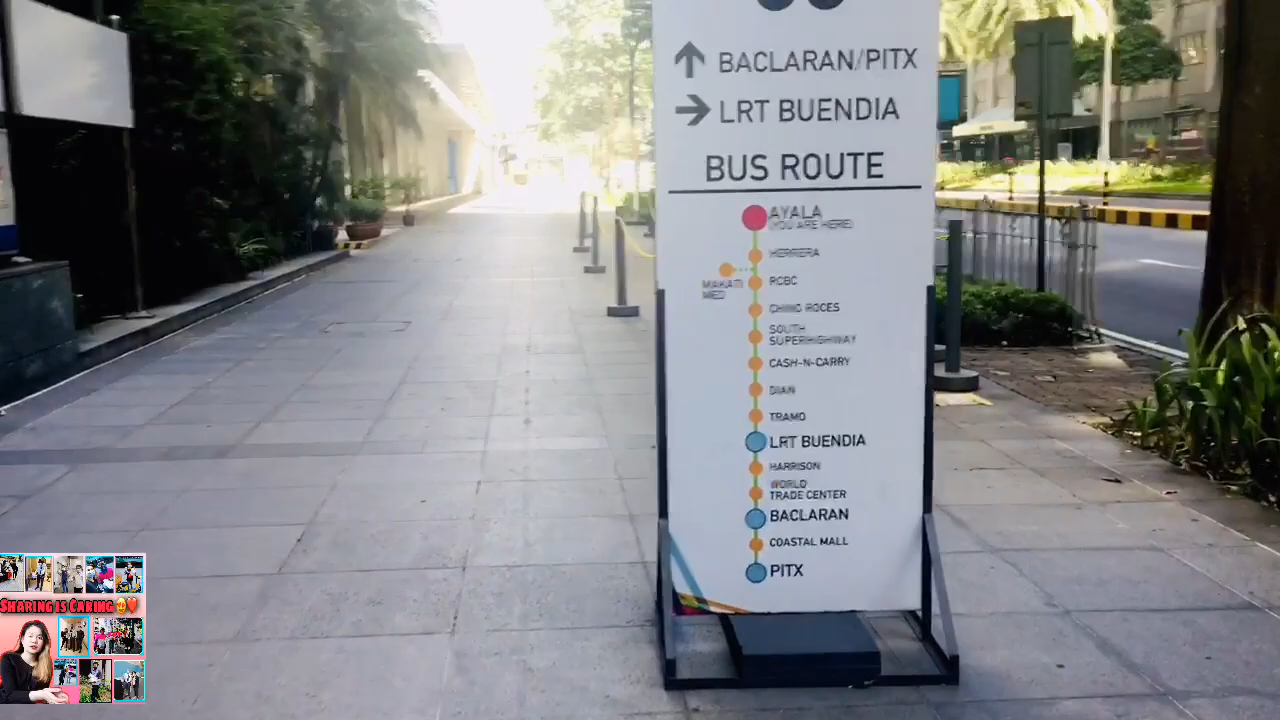 BACLARAN/PITX
LRT BUENDIA
BUS ROUTE
AYALA
(YOU ARE HERE)
HERRERA
MAKATI
MED
RCBC
CHINO ROCES
SOUTH
SUPERHIGHWAY
CASH-N-CARRY
DIAN
TRAMO
LRT BUENDIA
HARRISON
WORLD
TRADE CENTER
BACLARAN
COASTAL MALL
PITX
SHARING IS CARING